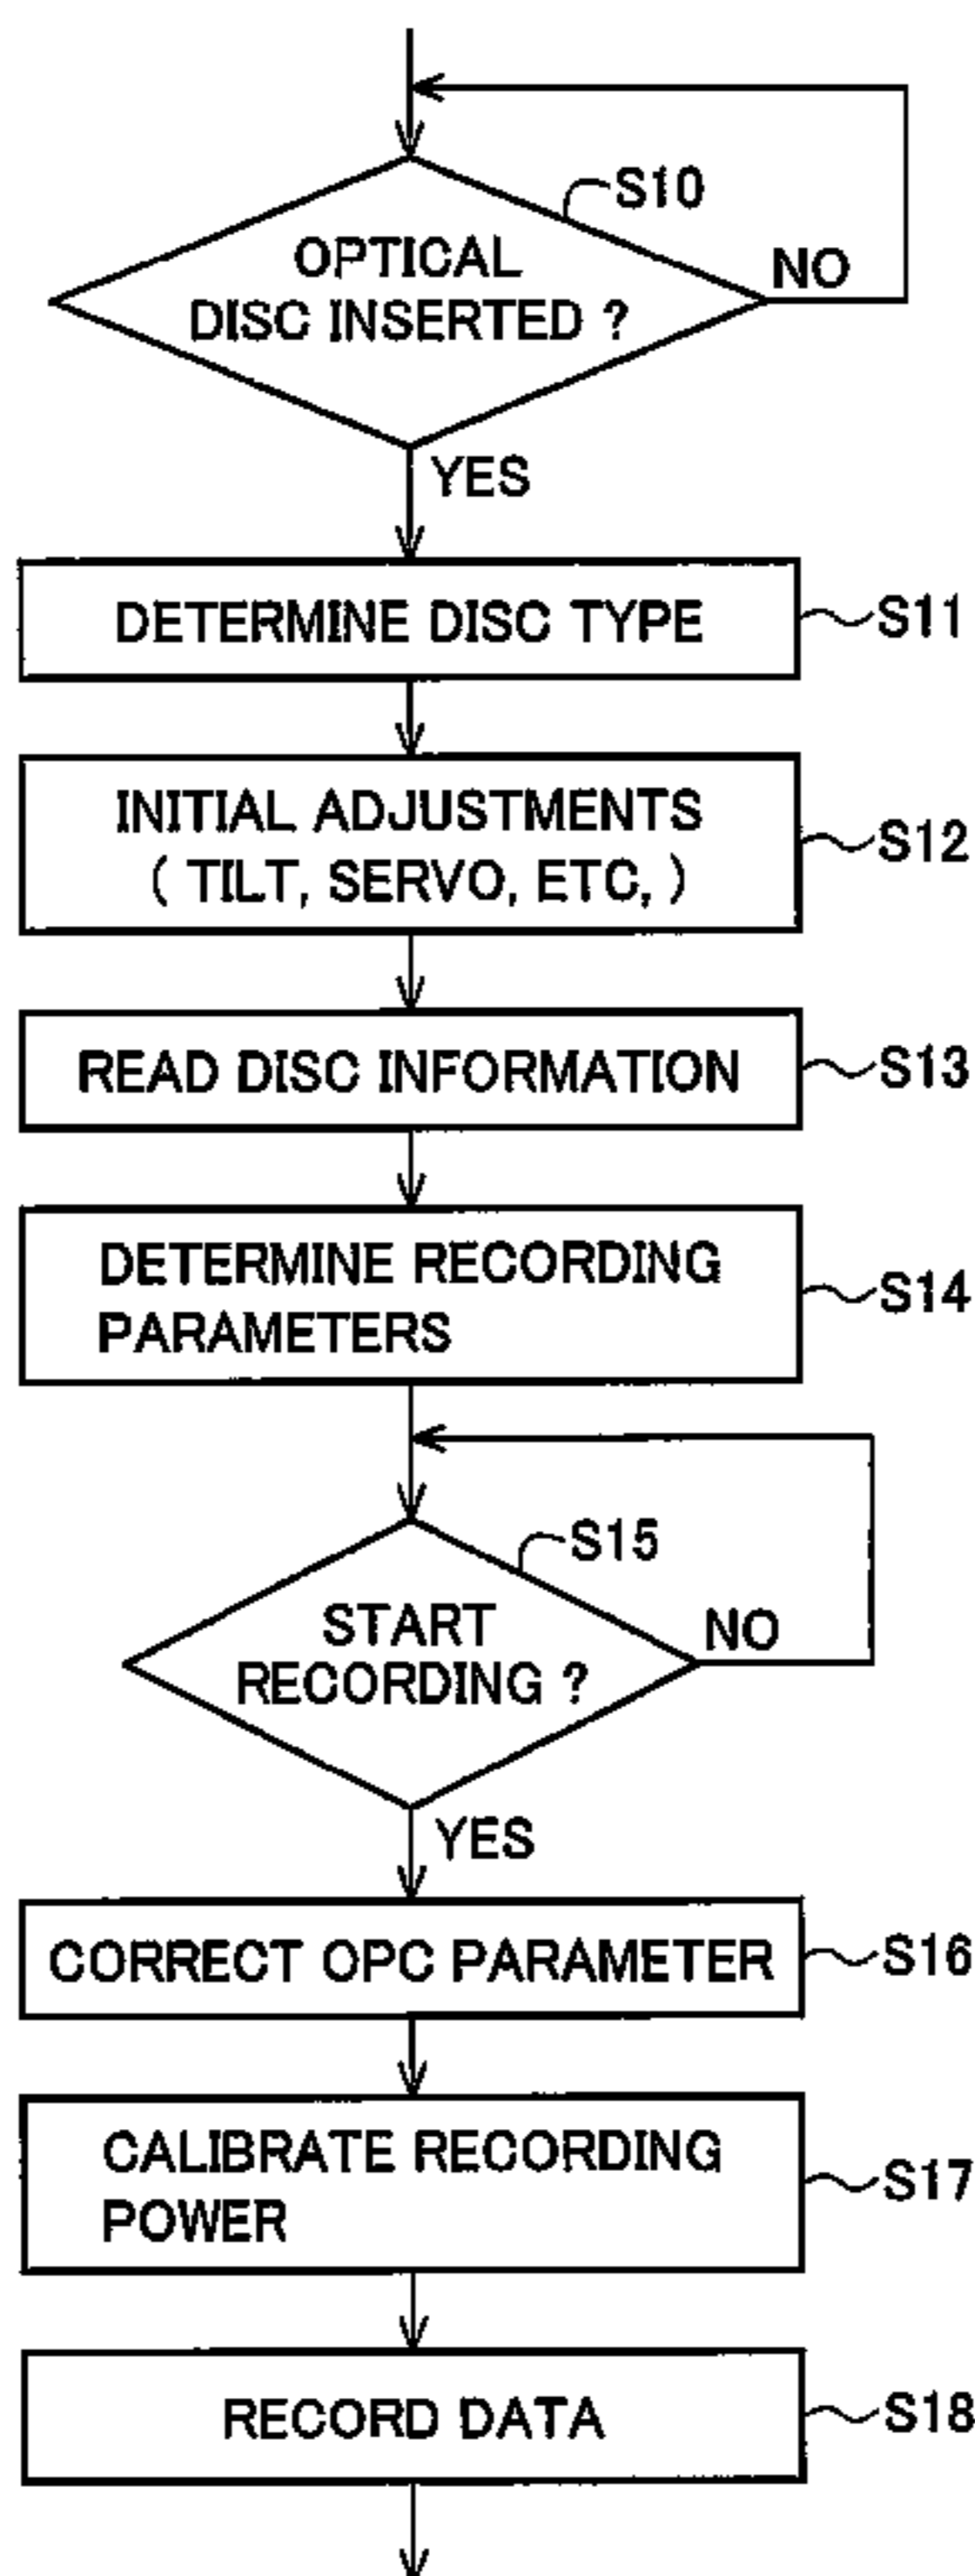 S10
OPTICAL
DISC INSERTED ?
NO
YES
DETERMINE DISC TYPE
S11
INITIAL ADJUSTMENTS
( TILT, SERVO, ETC, )
S12
READ DISC INFORMATION
S13
DETERMINE RECORDING
PARAMETERS
S14
S15
START
RECORDING ?
NO
YES
CORRECT OPC PARAMETER
S16
CALIBRATE RECORDING
POWER
S17
RECORD DATA
S18